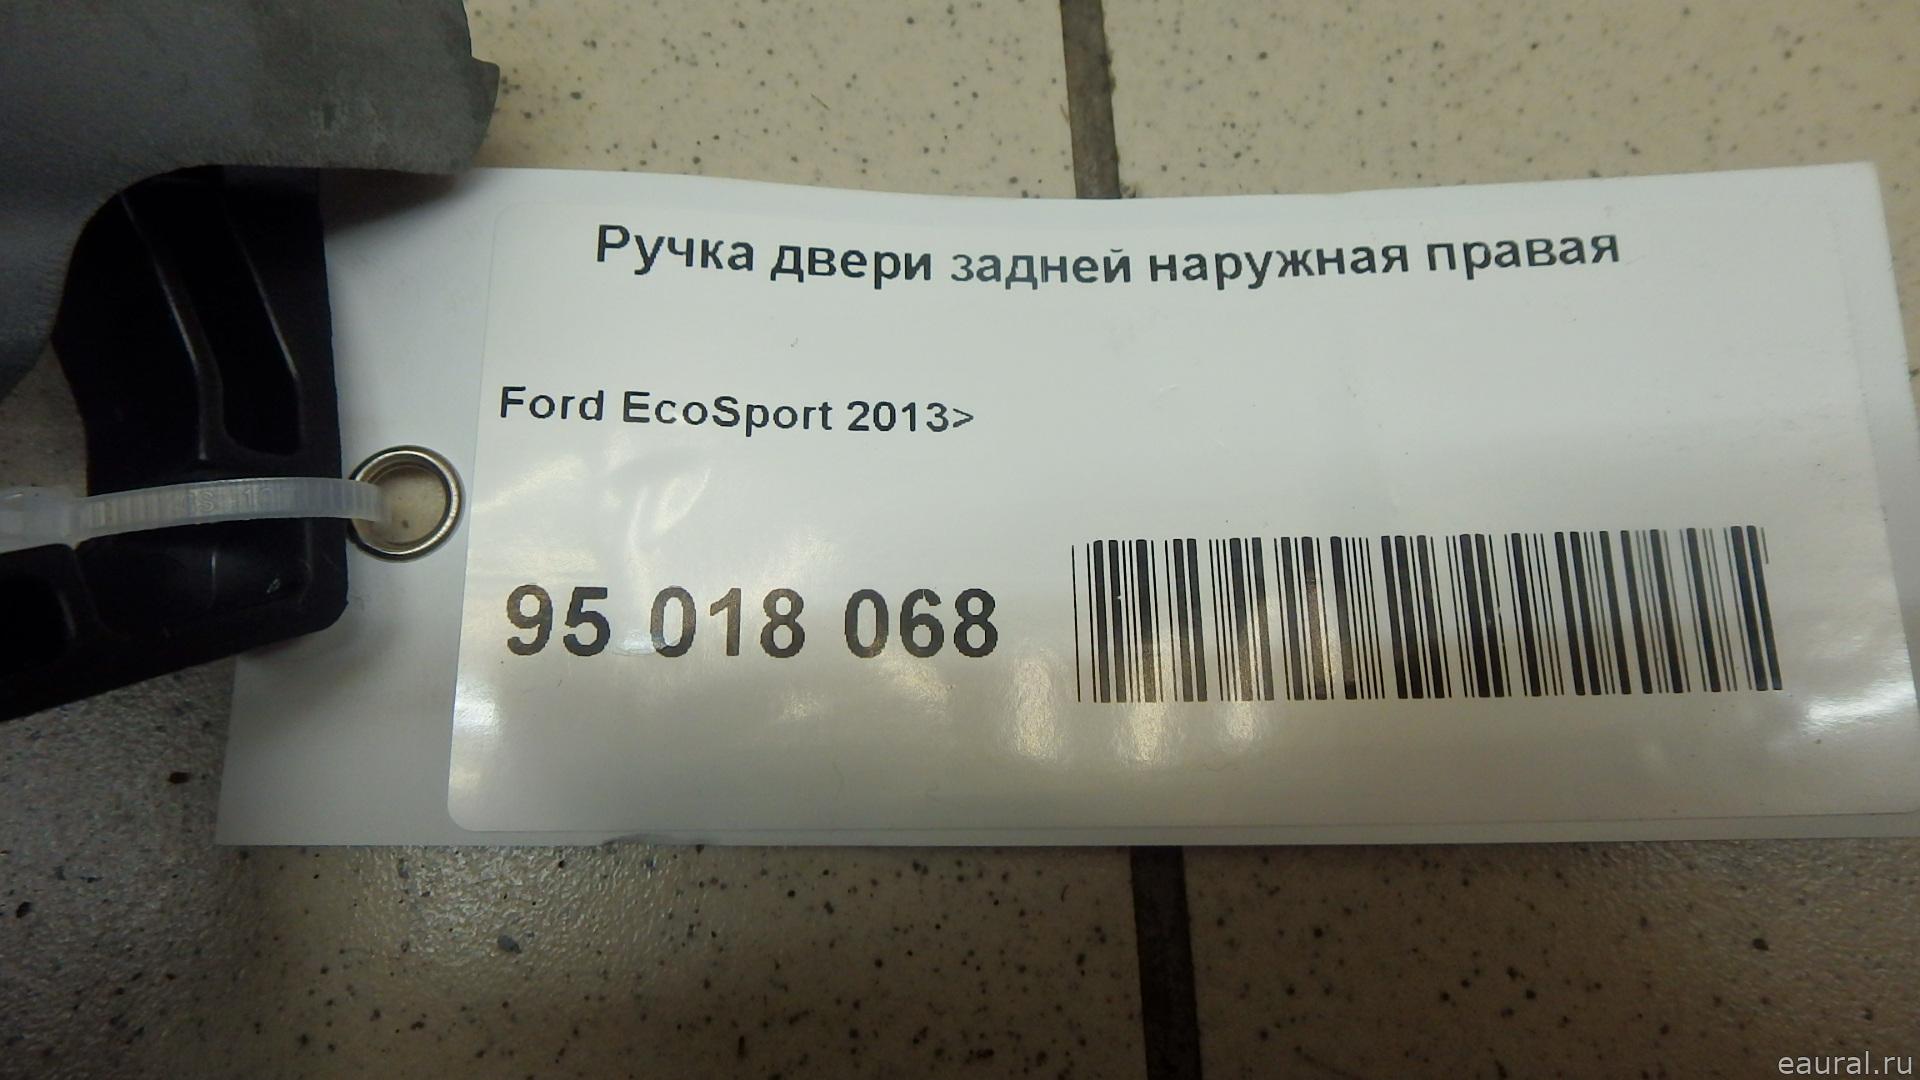 Ручка двери задней наружная правая
Ford EcoSport 2013>
95 018 068
eaural.ru